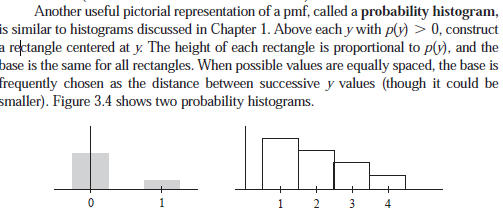 Another useful pictorial representation of a pmf, called a probability histogram,
is similar to histograms discussed in Chapter 1. Above each y with p(y) > 0, construct
a rectangle centered at y. The height of each rectangle is proportional to p(y), and the
base is the same for all rectangles. When possible values are equally spaced, the base is
frequently chosen as the distance between successive y values (though it could be
smaller). Figure 3.4 shows two probability histograms.
0 1 1 2 3 4